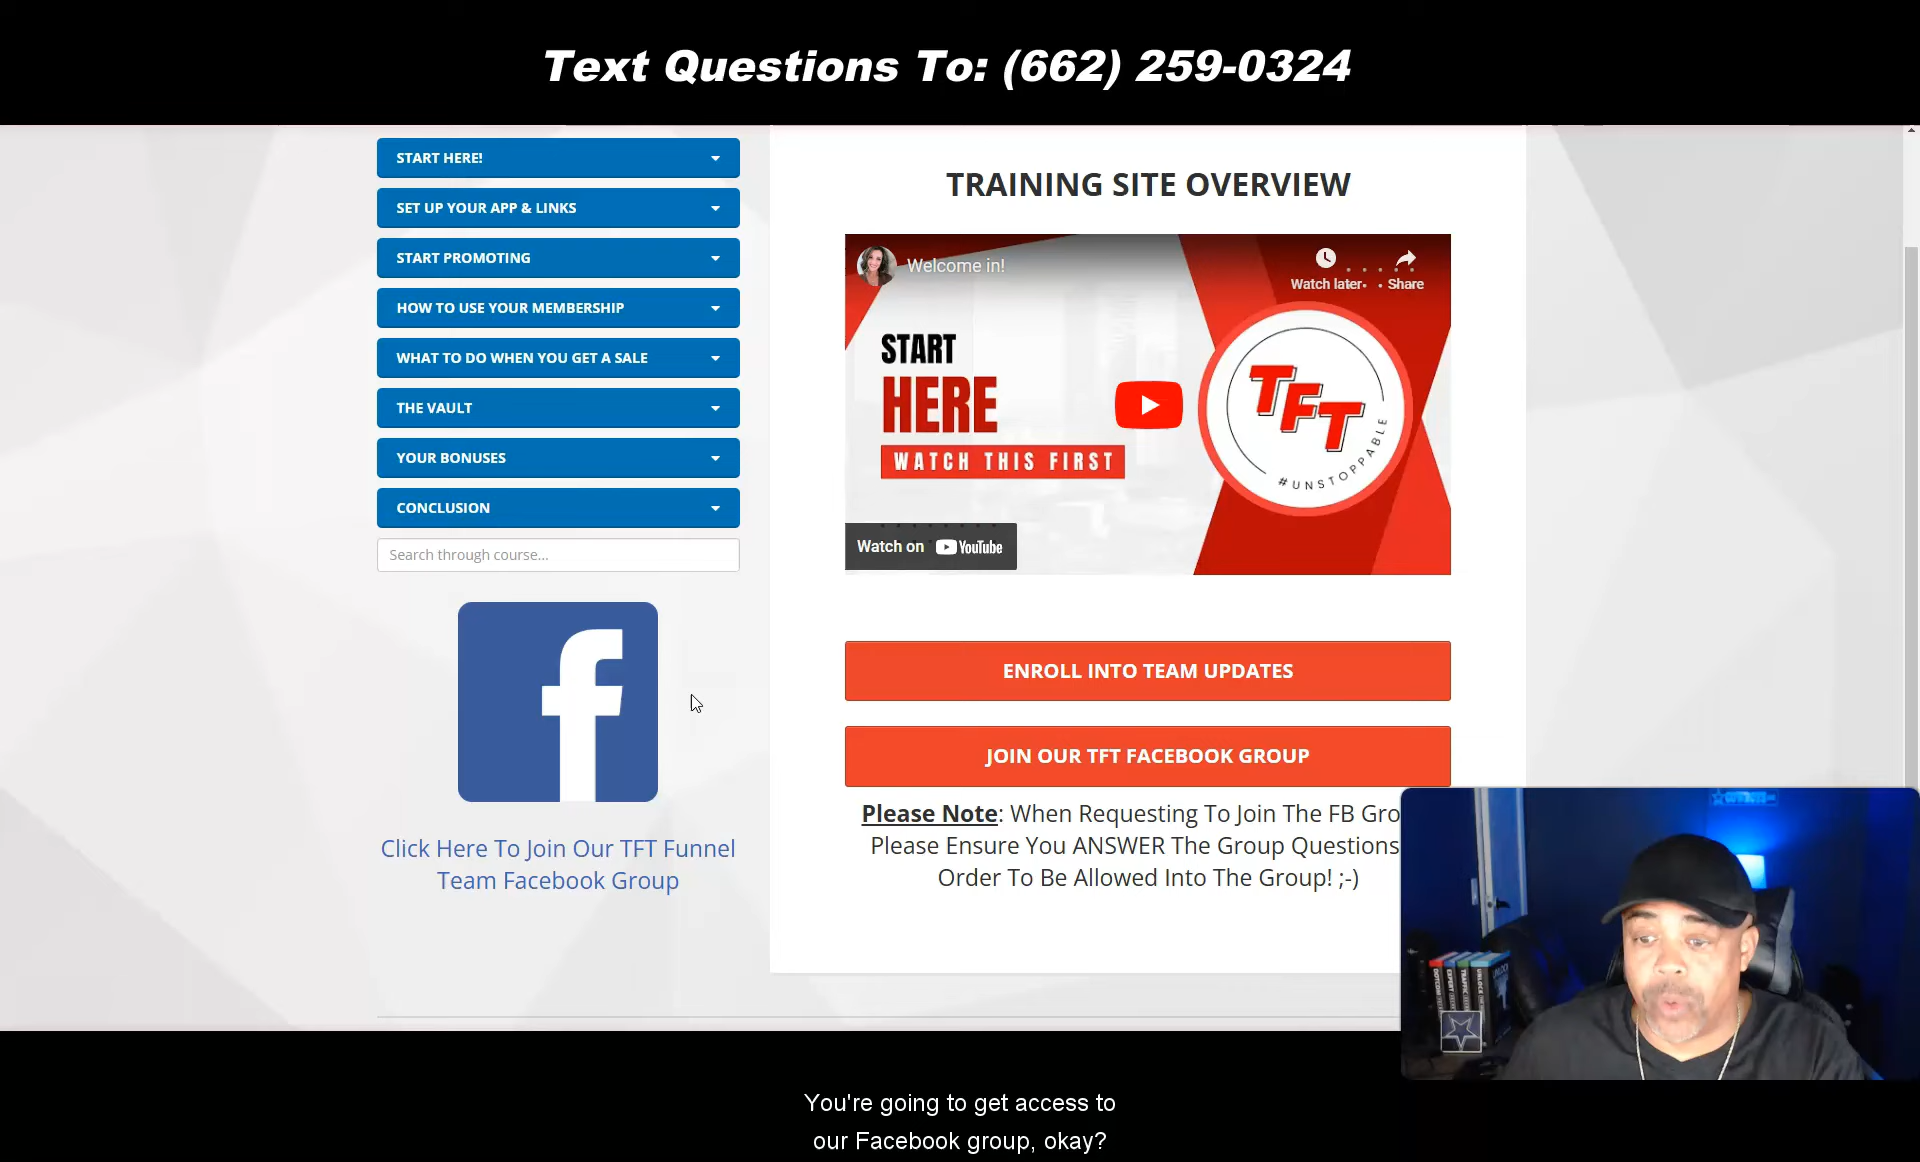 Text Questions To: (662) 259-0324
START HERE!
SET UP YOUR APP & LINKS
START PROMOTING
HOW TO USE YOUR MEMBERSHIP
WHAT TO DO WHEN YOU GET A SALE
THE VAULT
YOUR BONUSES
CONCLUSION
Search through course...
Click Here To Join Our TFT Funnel
Team Facebook Group
TRAINING SITE OVERVIEW
Welcome in!
Watch later
Share
START
HERE
WATCH THIS FIRST
TFT
#UNSTOPPABLE
Watch on YouTube
ENROLL INTO TEAM UPDATES
JOIN OUR TFT FACEBOOK GROUP
Please Note: When Requesting To Join The FB Gro
Please Ensure You ANSWER The Group Questions
Order To Be Allowed Into The Group! ;-)
You're going to get access to
our Facebook group, okay?